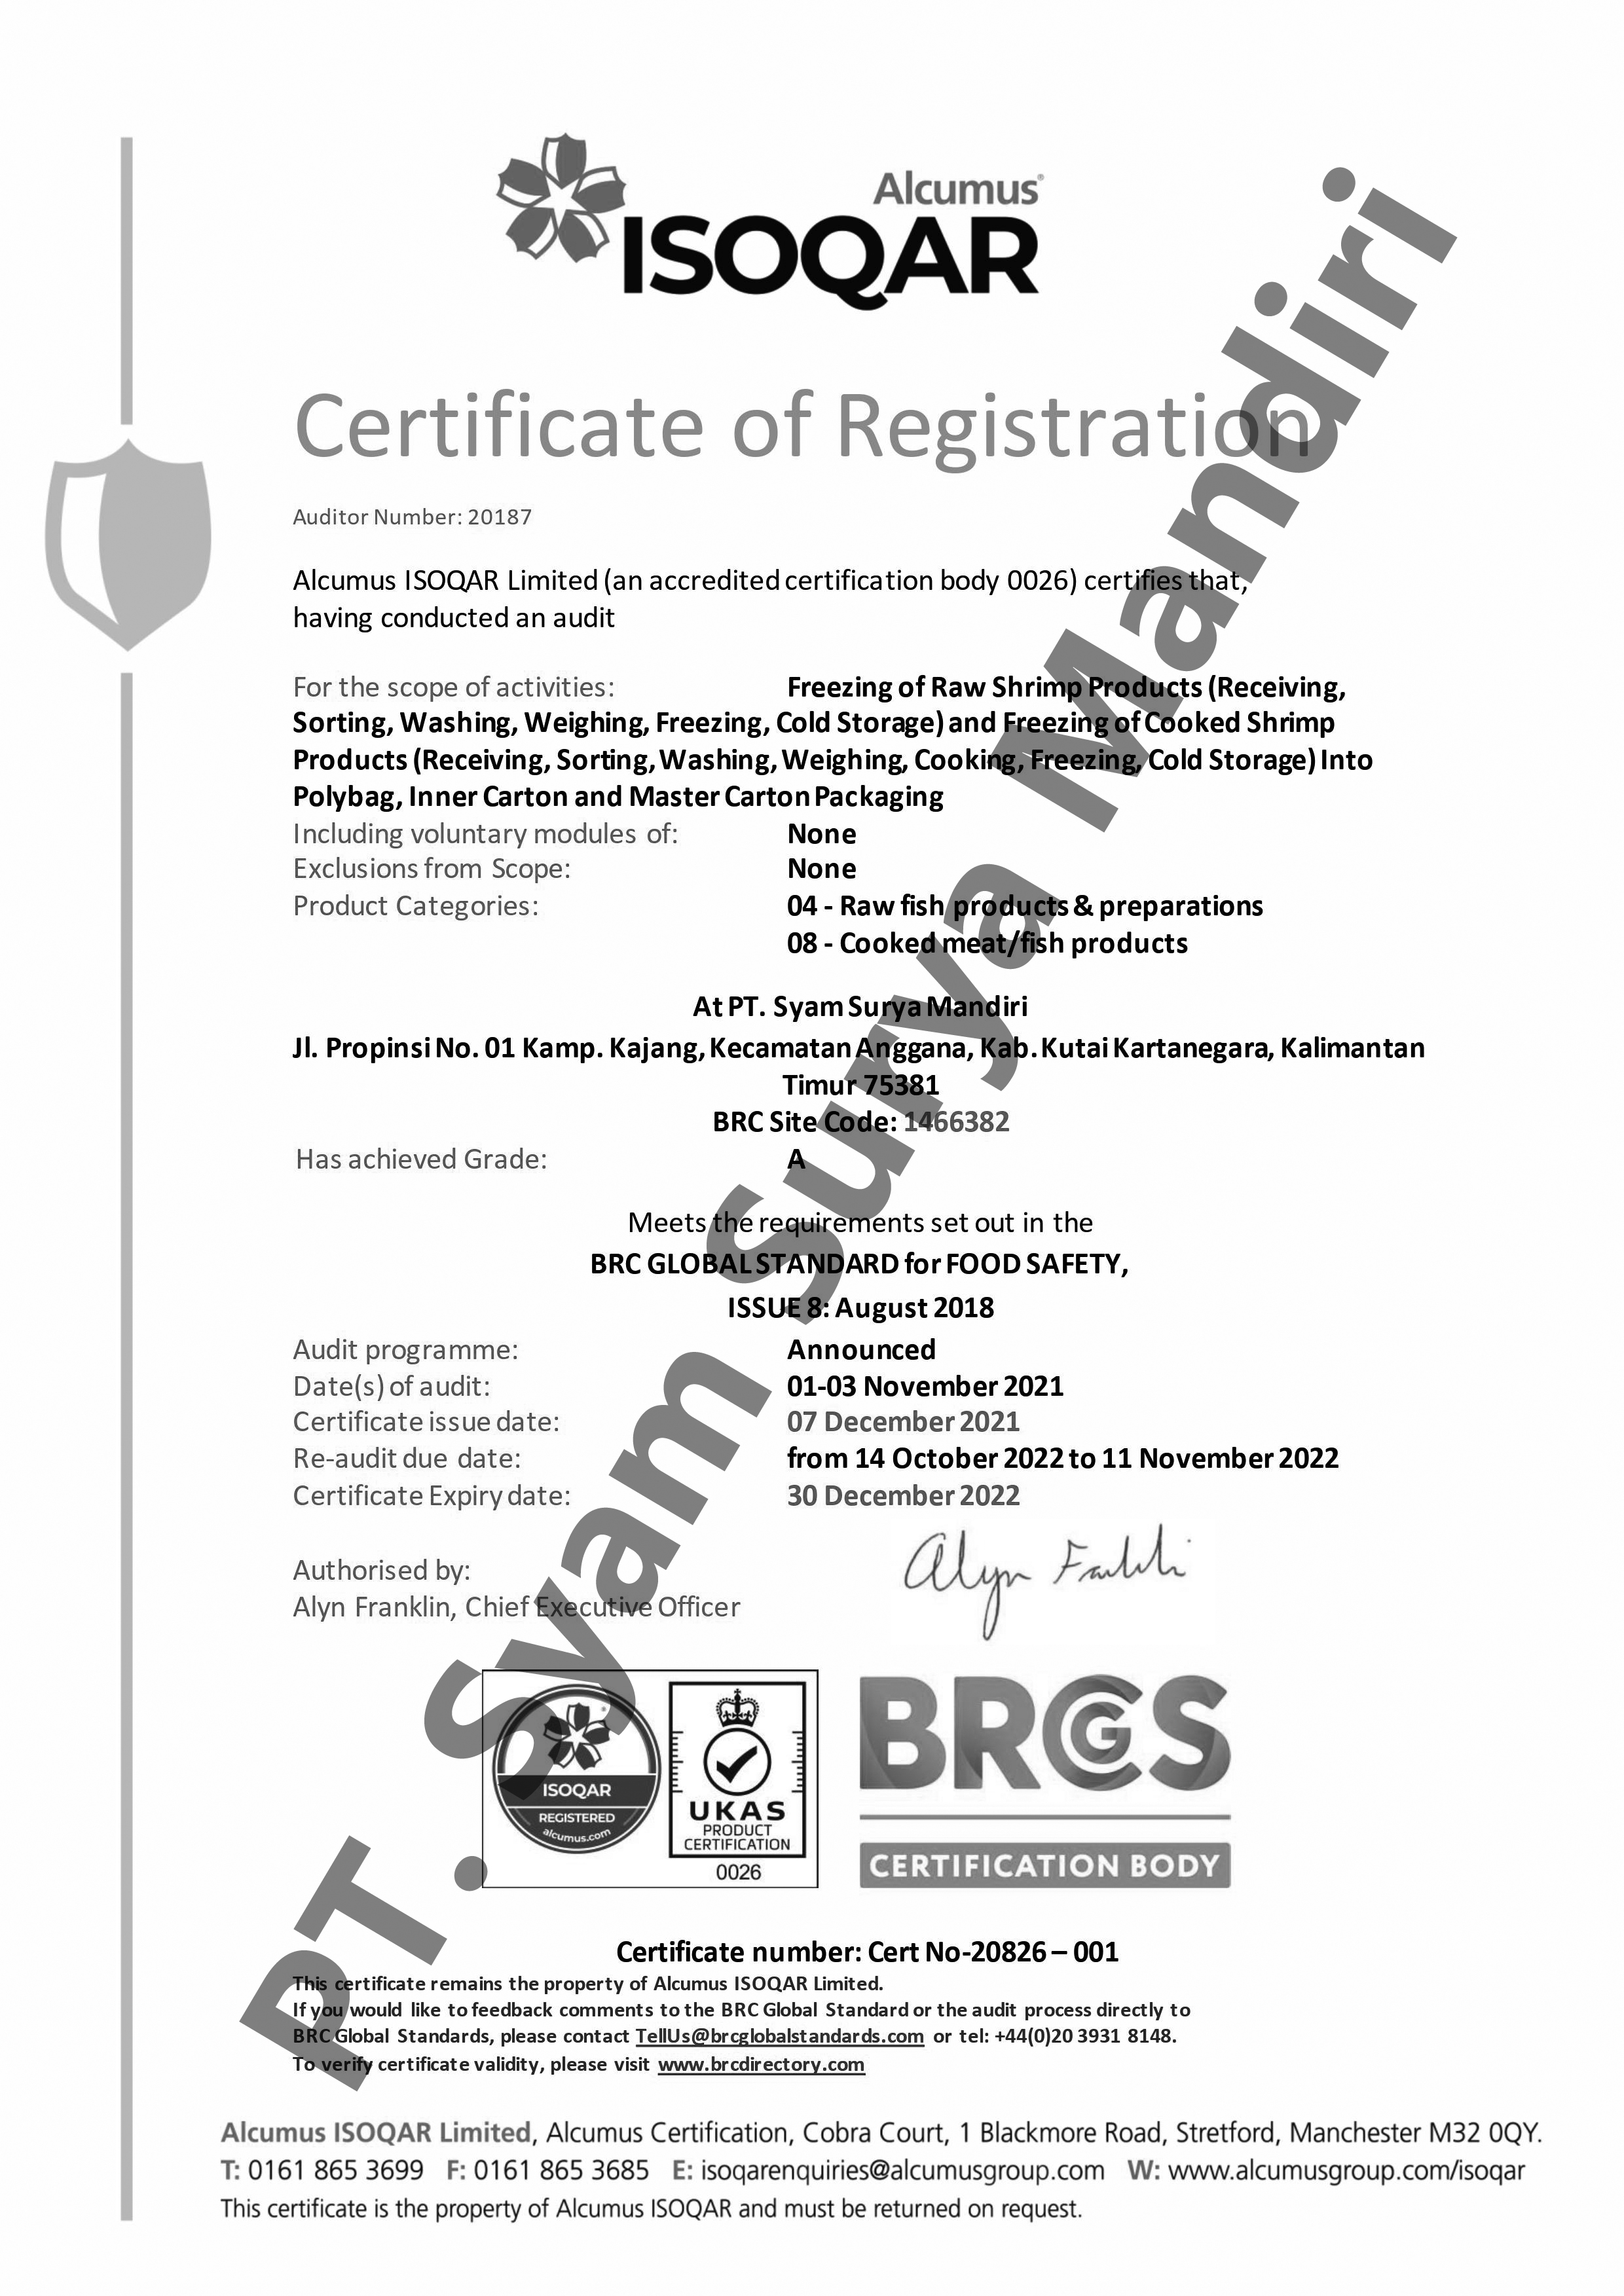 Alcumus®
ISOQAR
Certificate of Registration
Auditor Number: 20187
Alcumus ISOQAR Limited (an accredited certification body 0026) certifies that,
having conducted an audit
For the scope of activities: Freezing of Raw Shrimp Products (Receiving,
Sorting, Washing, Weighing, Freezing, Cold Storage) and Freezing of Cooked Shrimp
Products (Receiving, Sorting, Washing, Weighing, Cooking, Freezing, Cold Storage) Into
Polybag, Inner Carton and Master Carton Packaging
Including voluntary modules of: None
Exclusions from Scope: None
Product Categories: 04 - Raw fish products & preparations
08 - Cooked meat/fish products
At PT. Syam Surya Mandiri
Jl. Propinsi No. 01 Kamp. Kajang, Kecamatan Anggana, Kab. Kutai Kartanegara, Kalimantan
Timur 75381
BRC Site Code: 1466382
Has achieved Grade: A
Meets the requirements set out in the
BRC GLOBAL STANDARD for FOOD SAFETY,
ISSUE 8: August 2018
Audit programme: Announced
Date(s) of audit: 01-03 November 2021
Certificate issue date: 07 December 2021
Re-audit due date: from 14 October 2022 to 11 November 2022
Certificate Expiry date: 30 December 2022
Authorised by:
Alyn Franklin, Chief Executive Officer
ISOQAR
REGISTERED
alcumus.com
UKAS
PRODUCT
CERTIFICATION
0026
BRCGS
CERTIFICATION BODY
Certificate number: Cert No-20826 – 001
This certificate remains the property of Alcumus ISOQAR Limited.
If you would like to feedback comments to the BRC Global Standard or the audit process directly to
BRC Global Standards, please contact TellUs@brcglobalstandards.com or tel: +44(0)20 3931 8148.
To verify certificate validity, please visit www.brcdirectory.com
Alcumus ISOQAR Limited, Alcumus Certification, Cobra Court, 1 Blackmore Road, Stretford, Manchester M32 0QY.
T: 0161 865 3699 F: 0161 865 3685 E: isoqarenquiries@alcumusgroup.com W: www.alcumusgroup.com/isoqar
This certificate is the property of Alcumus ISOQAR and must be returned on request.
PT. Syam Surya Mandiri